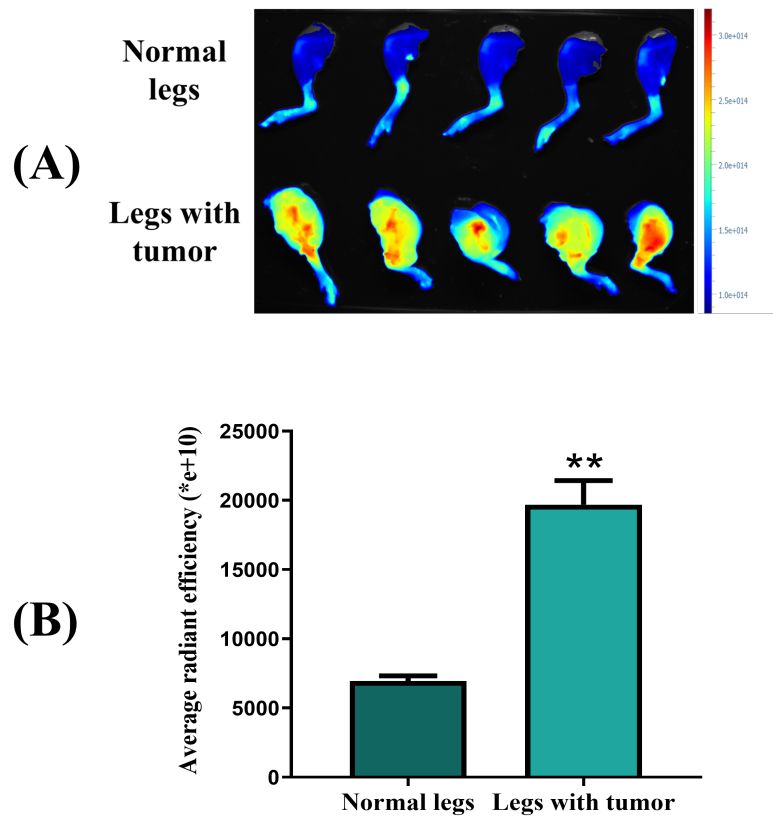 Normal
legs
(A)
Legs with
tumor
3.0e+014
2.5e+014
2.0e+014
1.5e+014
1.0e+014
(B)
Average radiant efficiency (*e+10)
25000
20000
15000
10000
5000
0
**
Normal legs
Legs with tumor